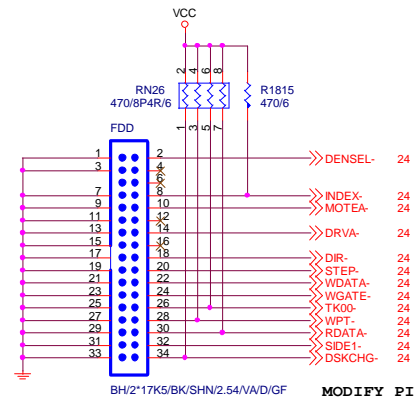 VCC
2 4 6 8
RN26
470/8P4R/6
R1815
470/6
1 3 5 7
FDD
1 2 DENSEL- 24
3 4
6
7 8 INDEX- 24
9 10 MOTEA- 24
11 12
13 14 DRVA- 24
15 16
17 18 DIR- 24
19 20 STEP- 24
21 22 WDATA- 24
23 24 WGATE- 24
25 26 TK00- 24
27 28 WPT- 24
29 30 RDATA- 24
31 32 SIDE1- 24
33 34 DSKCHG- 24
BH/2*17K5/BK/SHN/2.54/VA/D/GF
MODIFY PI